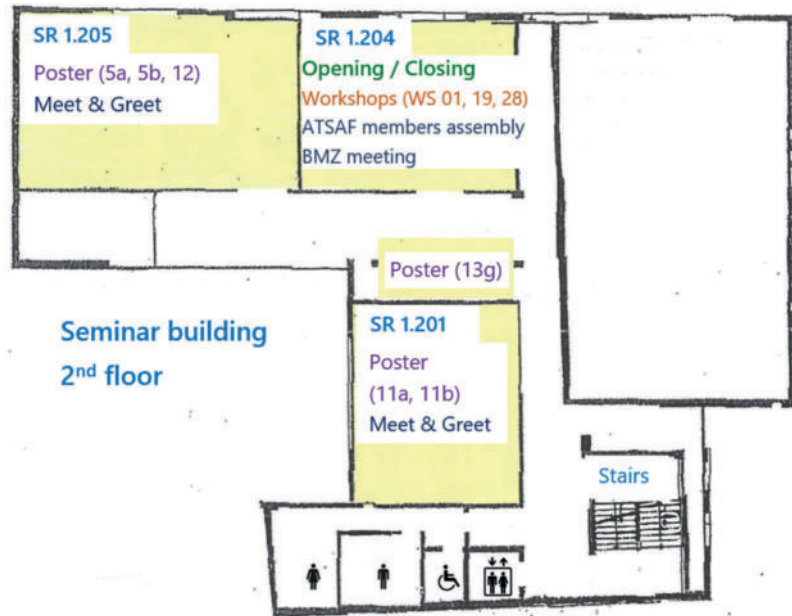 SR 1.205
Poster (5a, 5b, 12)
Meet & Greet
SR 1.204
Opening / Closing
Workshops (WS 01, 19, 28)
ATSAF members assembly
BMZ meeting
Poster (13g)
Seminar building
2nd floor
SR 1.201
Poster
(11a, 11b)
Meet & Greet
Stairs